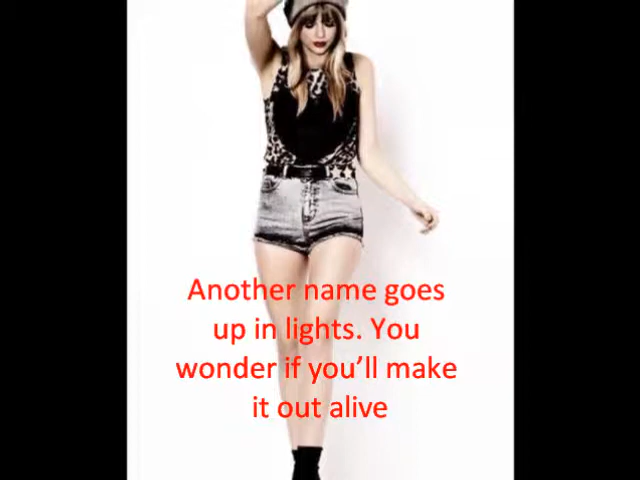 Another name goes
up in lights. You
wonder if you’ll make
it out alive